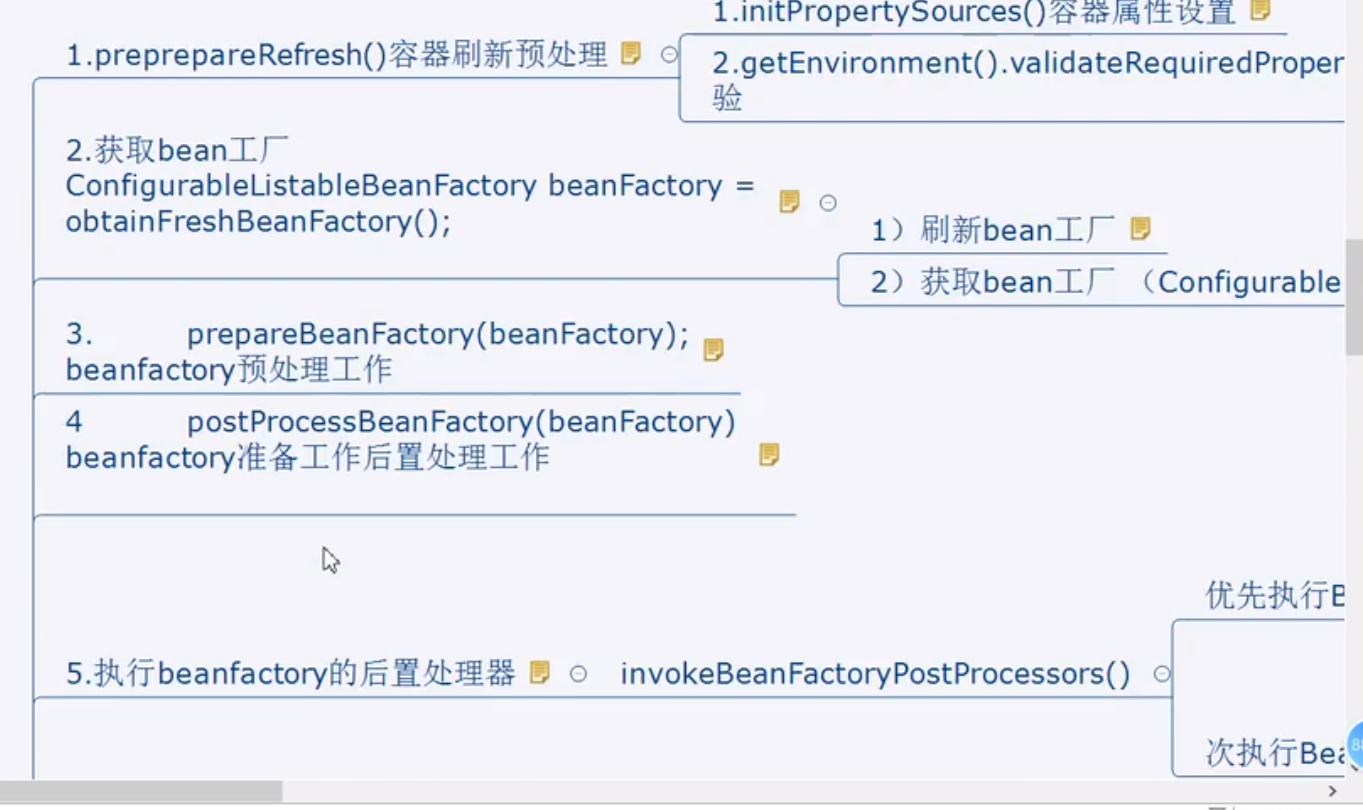 1.initPropertySources()容器属性设置
1.preprepareRefresh()容器刷新预处理
2.getEnvironment().validateRequiredProper
验
2.获取bean工厂
ConfigurableListableBeanFactory beanFactory =
obtainFreshBeanFactory();
1）刷新bean工厂
2）获取bean工厂 （Configurable
3. prepareBeanFactory(beanFactory);
beanfactory预处理工作
4 postProcessBeanFactory(beanFactory)
beanfactory准备工作后置处理工作
优先执行B
5.执行beanfactory的后置处理器
invokeBeanFactoryPostProcessors()
次执行Bea